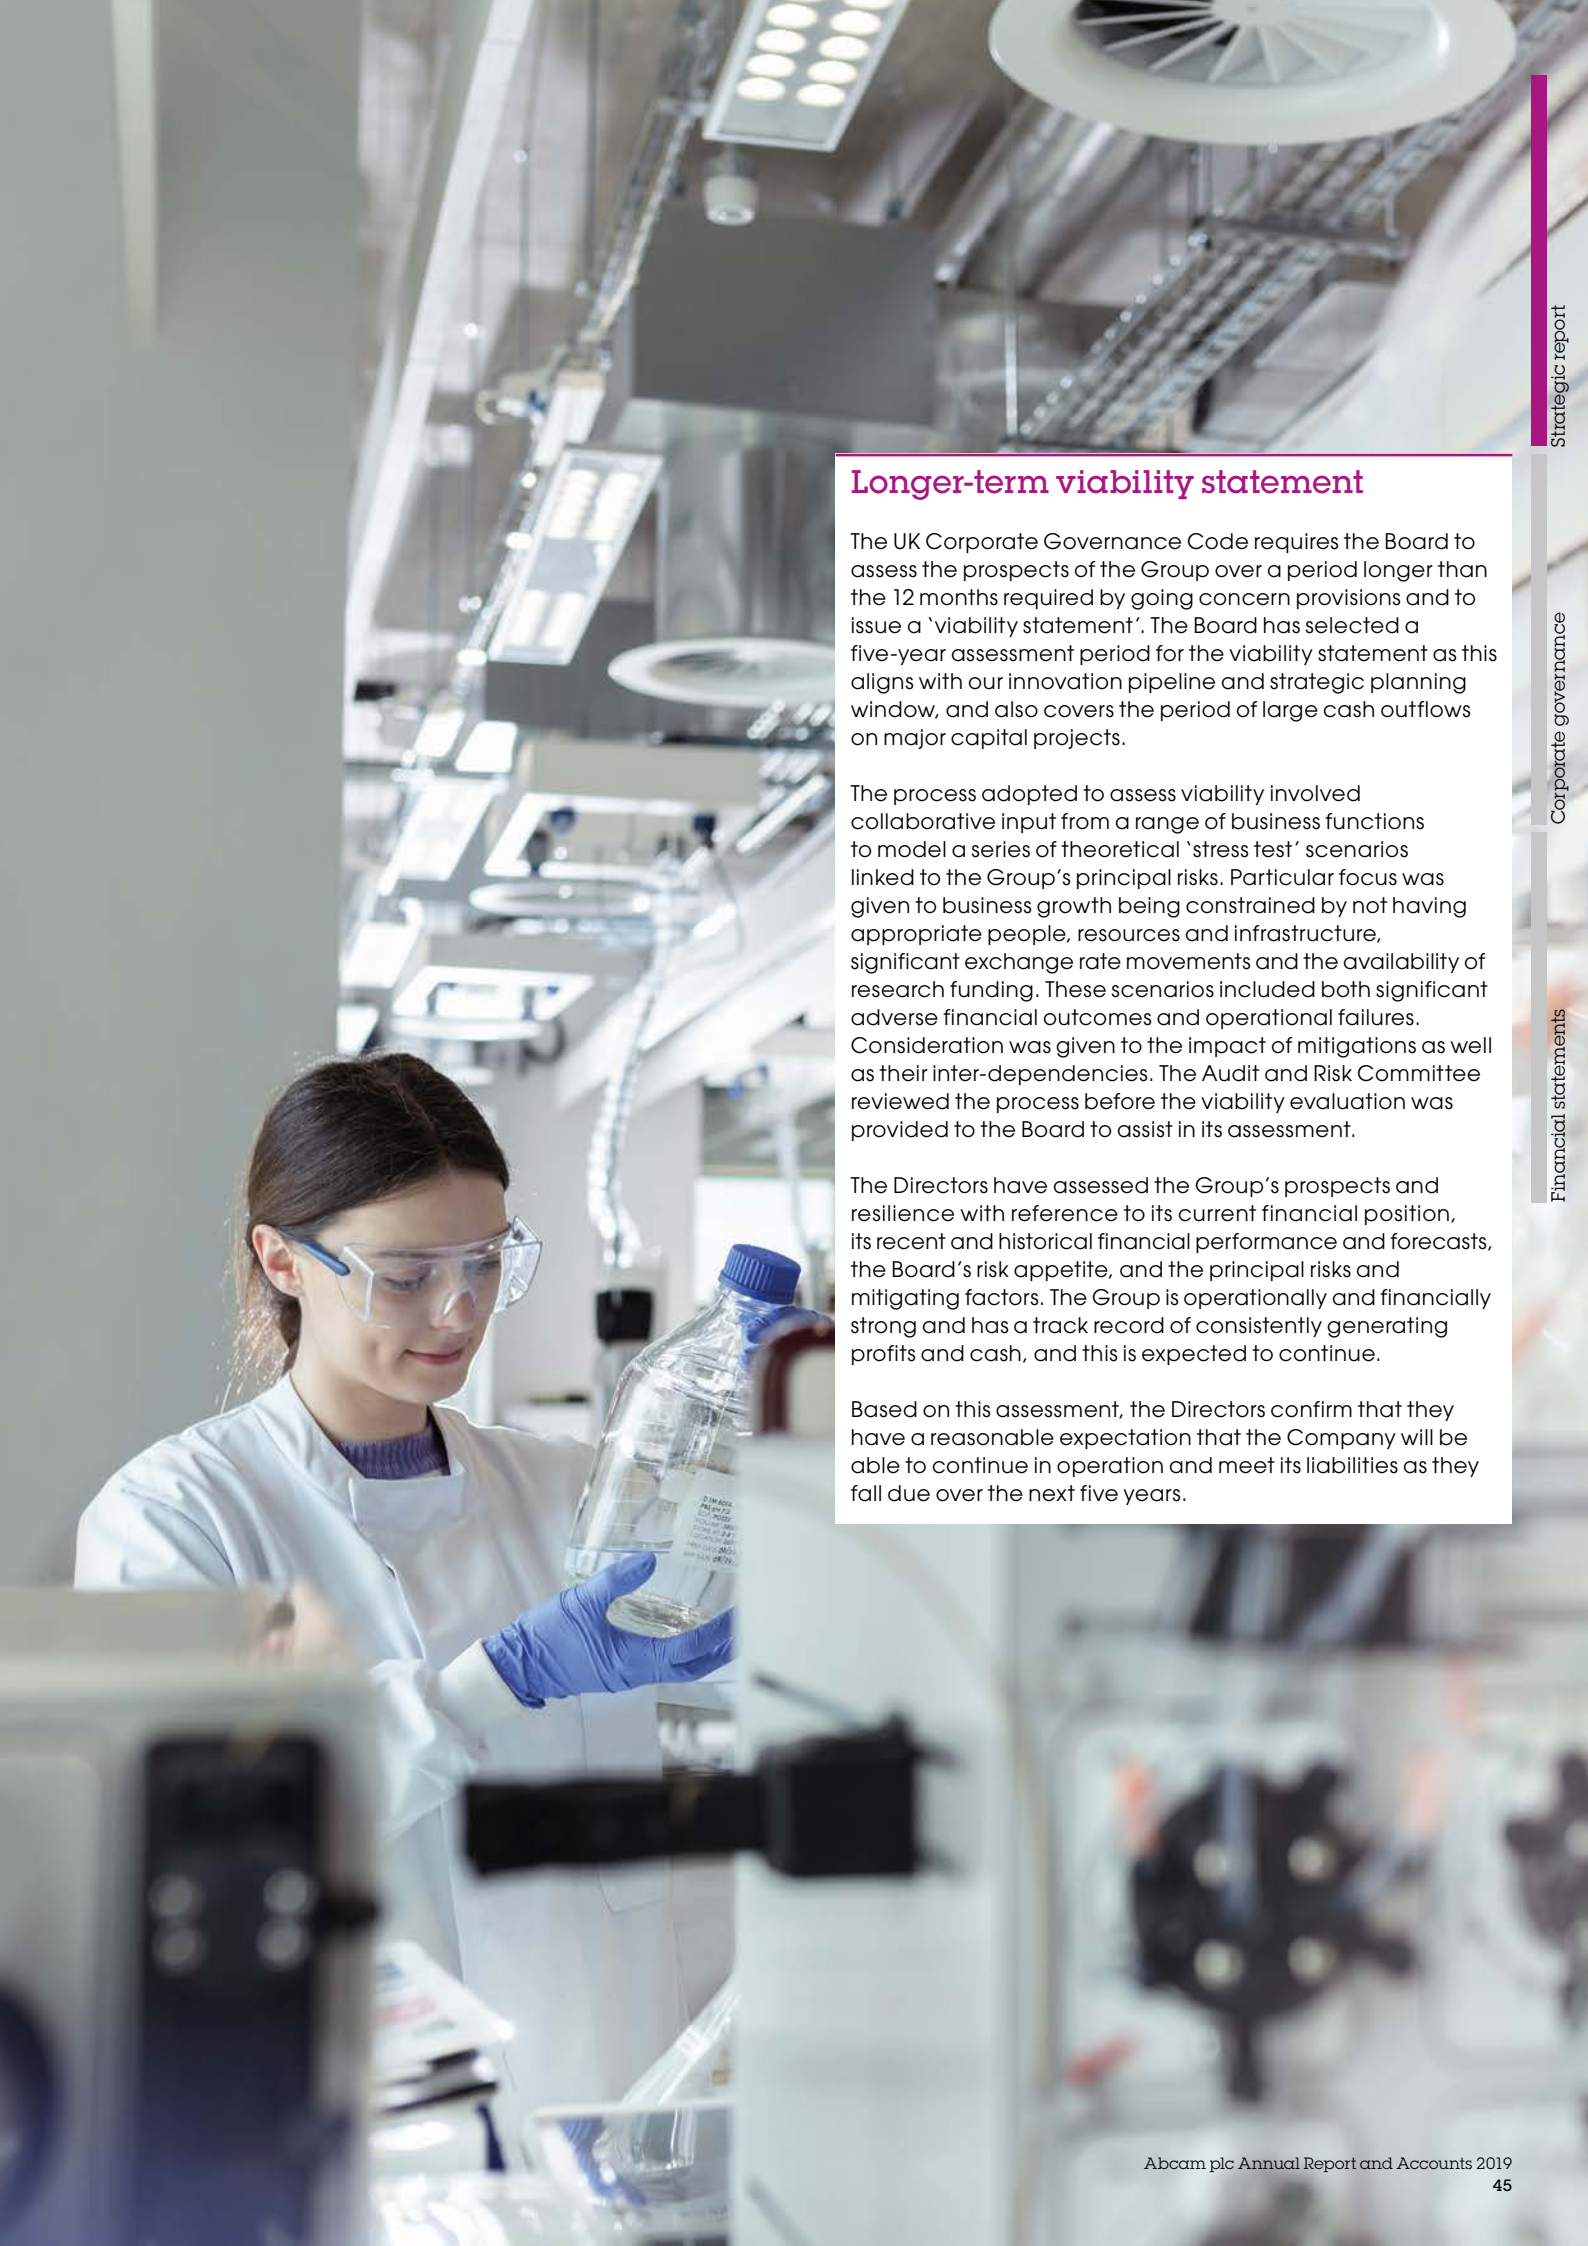 Longer-term viability statement
The UK Corporate Governance Code requires the Board to
assess the prospects of the Group over a period longer than
the 12 months required by going concern provisions and to
issue a ‘viability statement’. The Board has selected a
five-year assessment period for the viability statement as this
aligns with our innovation pipeline and strategic planning
window, and also covers the period of large cash outflows
on major capital projects.
The process adopted to assess viability involved
collaborative input from a range of business functions
to model a series of theoretical ‘stress test’ scenarios
linked to the Group’s principal risks. Particular focus was
given to business growth being constrained by not having
appropriate people, resources and infrastructure,
significant exchange rate movements and the availability of
research funding. These scenarios included both significant
adverse financial outcomes and operational failures.
Consideration was given to the impact of mitigations as well
as their inter-dependencies. The Audit and Risk Committee
reviewed the process before the viability evaluation was
provided to the Board to assist in its assessment.
The Directors have assessed the Group’s prospects and
resilience with reference to its current financial position,
its recent and historical financial performance and forecasts,
the Board’s risk appetite, and the principal risks and
mitigating factors. The Group is operationally and financially
strong and has a track record of consistently generating
profits and cash, and this is expected to continue.
Based on this assessment, the Directors confirm that they
have a reasonable expectation that the Company will be
able to continue in operation and meet its liabilities as they
fall due over the next five years.
Strategic report
Corporate governance
Financial statements
Abcam plc Annual Report and Accounts 2019
45